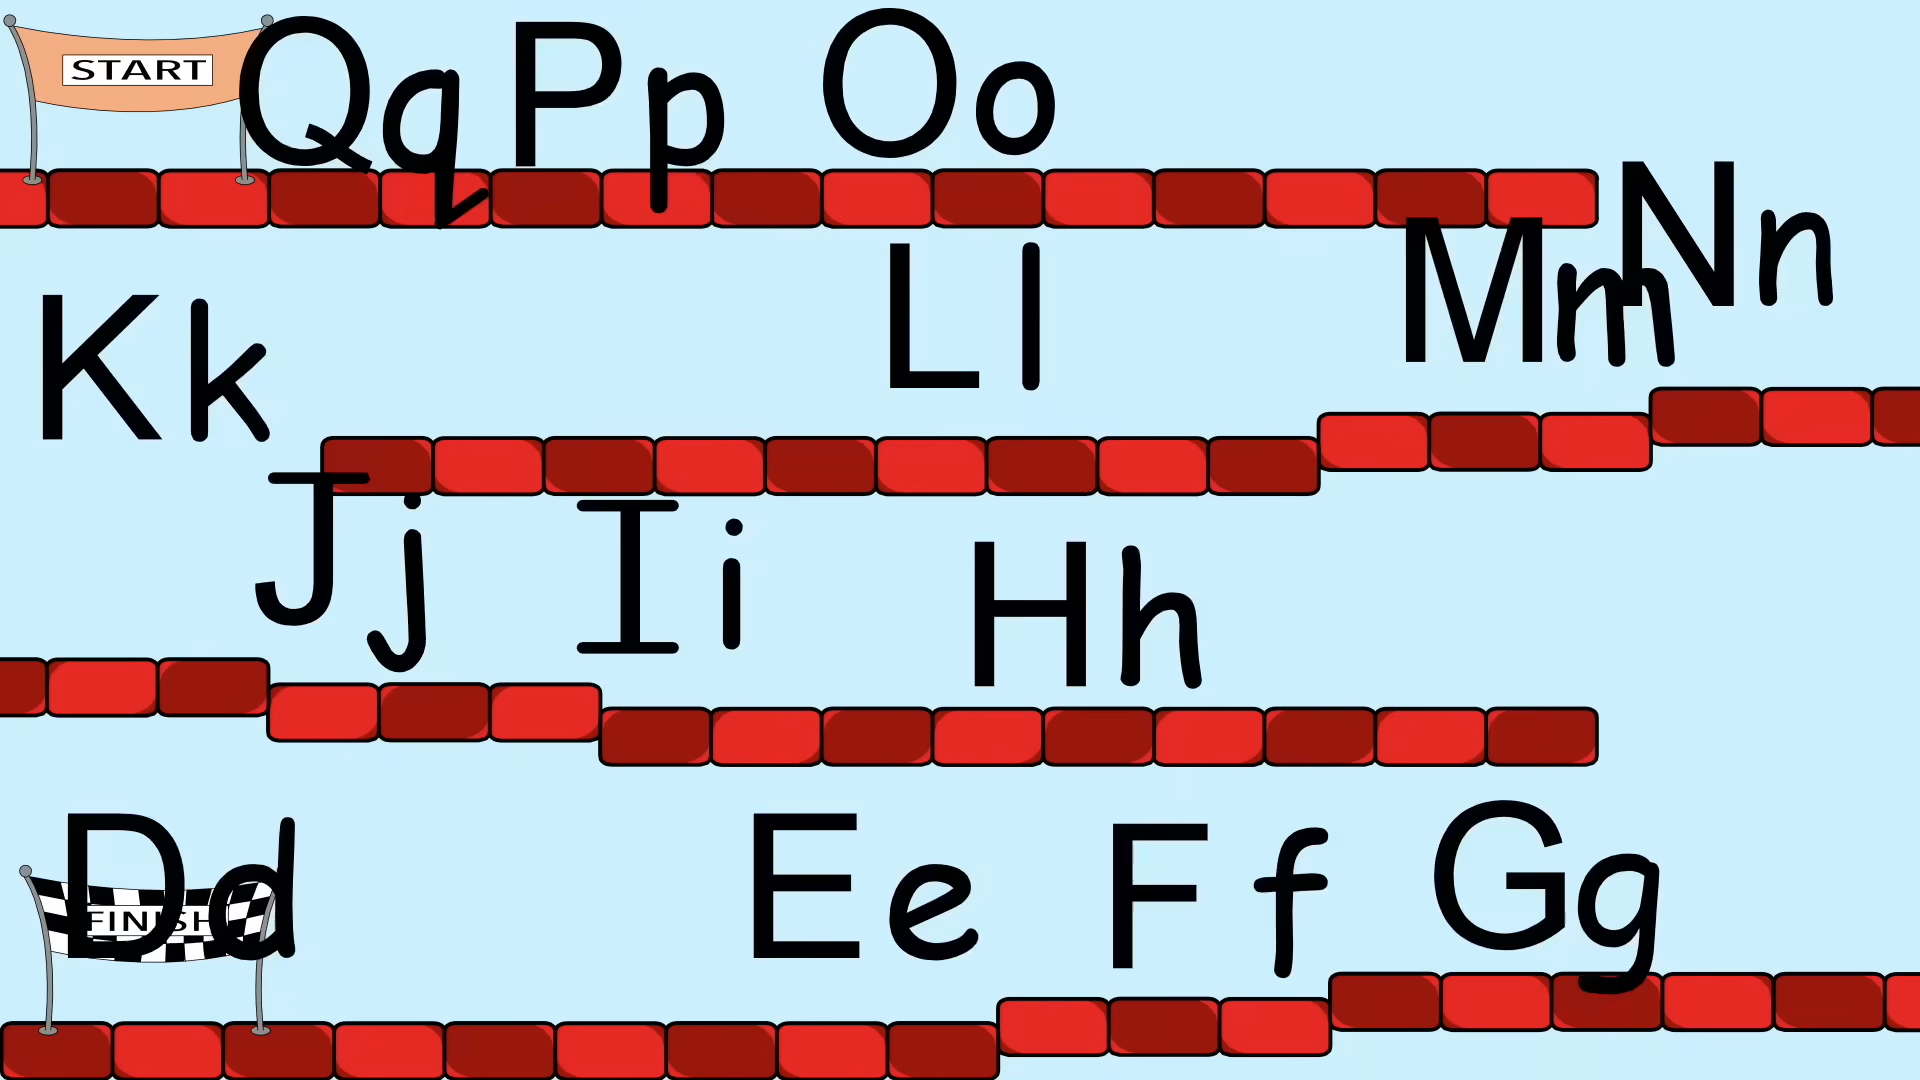 START Qq Pp Oo
Nn
Mm
Ll
Kk
Jj Ii Hh
Dd Ee Ff Gg
FINISH